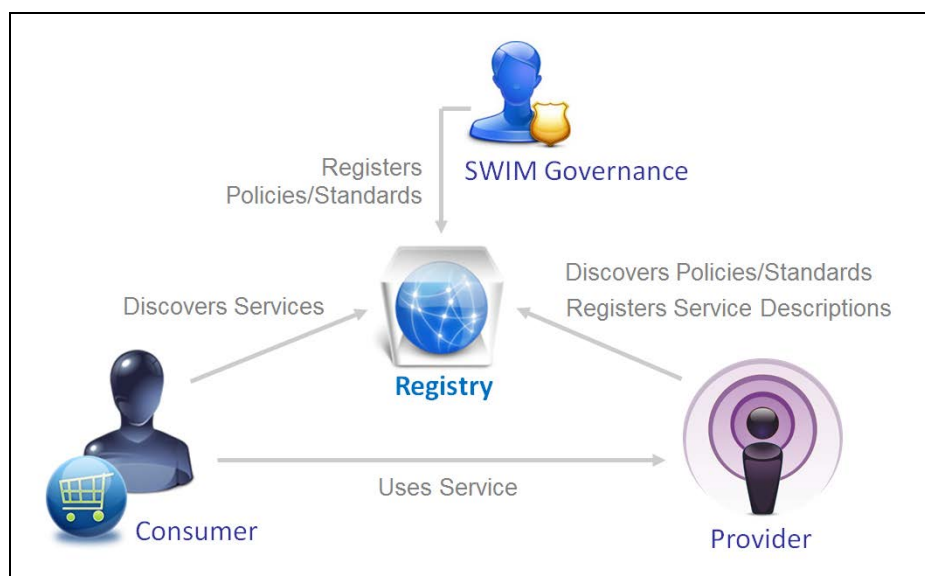 Registers
Policies/Standards
SWIM Governance
Discovers Policies/Standards
Registers Service Descriptions
Discovers Services
Registry
Uses Service
Consumer
Provider